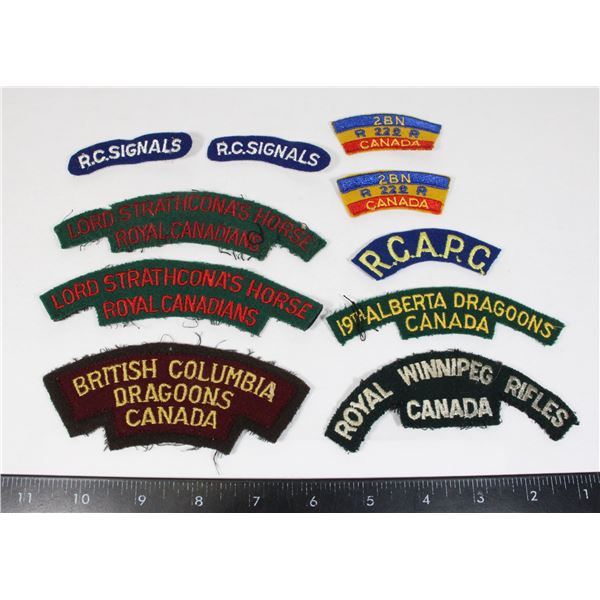 R.C.SIGNALS
R.C.SIGNALS
2BN
R 22e R
CANADA
LORD STRATHCONA'S HORSE
ROYAL CANADIANS
2BN
R 22e R
CANADA
R.C.A.P.C.
LORD STRATHCONA'S HORSE
ROYAL CANADIANS
19TH ALBERTA DRAGOONS
CANADA
BRITISH COLUMBIA
DRAGOONS
CANADA
ROYAL WINNIPEG RIFLES
CANADA
11 10 9 8 7 6 5 4 3 2 1